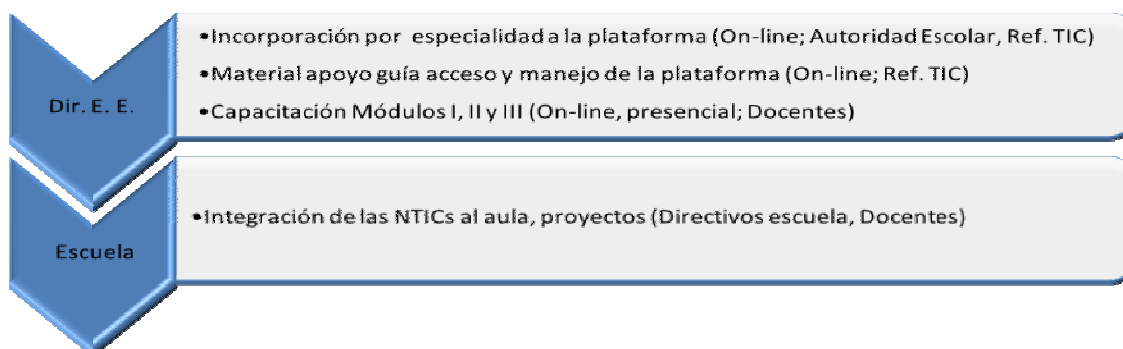 •Incorporación por especialidad a la plataforma (On-line; Autoridad Escolar, Ref. TIC)
•Material apoyo guía acceso y manejo de la plataforma (On-line; Ref. TIC)
Dir. E. E.
•Capacitación Módulos I, II y III (On-line, presencial; Docentes)
•Integración de las NTICs al aula, proyectos (Directivos escuela, Docentes)
Escuela